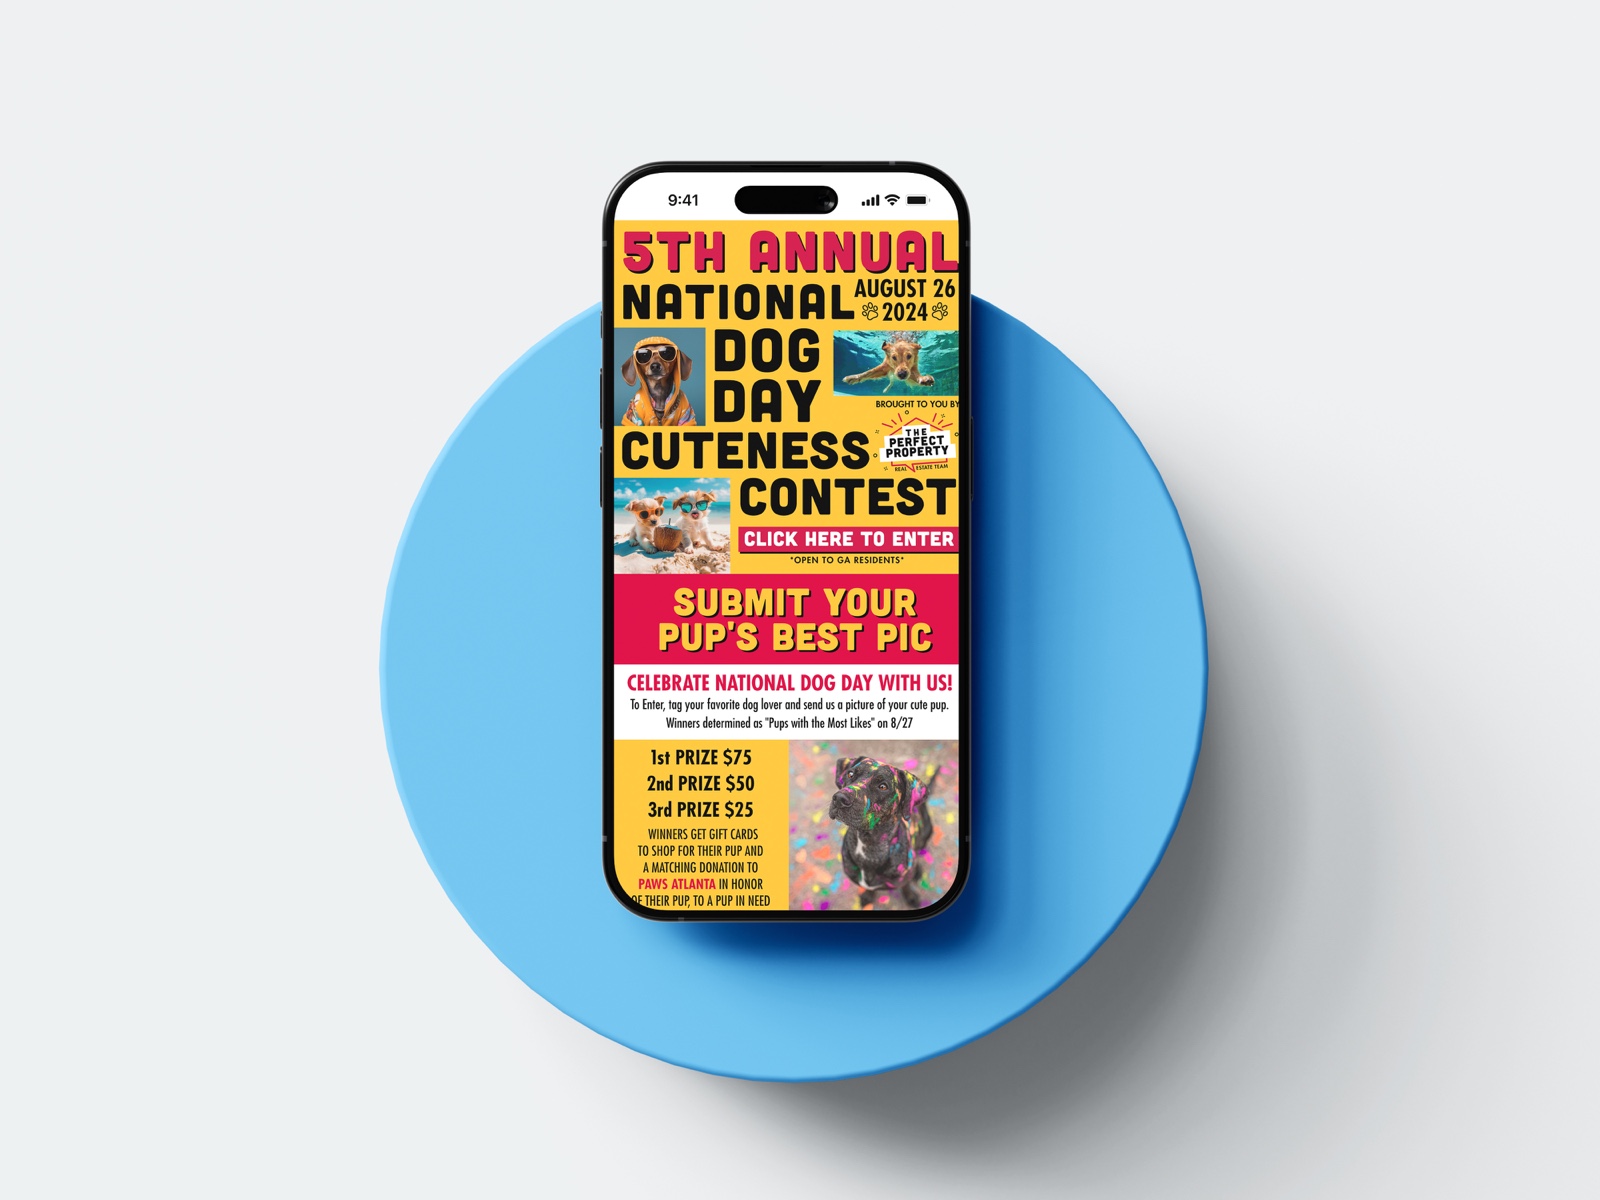 9:41
5TH ANNUAL
NATIONAL
AUGUST 26
2024
DOG
DAY
BROUGHT TO YOU BY
CUTENESS
THE
PERFECT
PROPERTY
REAL ESTATE TEAM
CONTEST
CLICK HERE TO ENTER
*OPEN TO GA RESIDENTS*
SUBMIT YOUR
PUP'S BEST PIC
CELEBRATE NATIONAL DOG DAY WITH US!
To Enter, tag your favorite dog lover and send us a picture of your cute pup.
Winners determined as "Pups with the Most Likes" on 8/27
1st PRIZE $75
2nd PRIZE $50
3rd PRIZE $25
WINNERS GET GIFT CARDS
TO SHOP FOR THEIR PUP AND
A MATCHING DONATION TO
PAWS ATLANTA IN HONOR
OF THEIR PUP, TO A PUP IN NEED